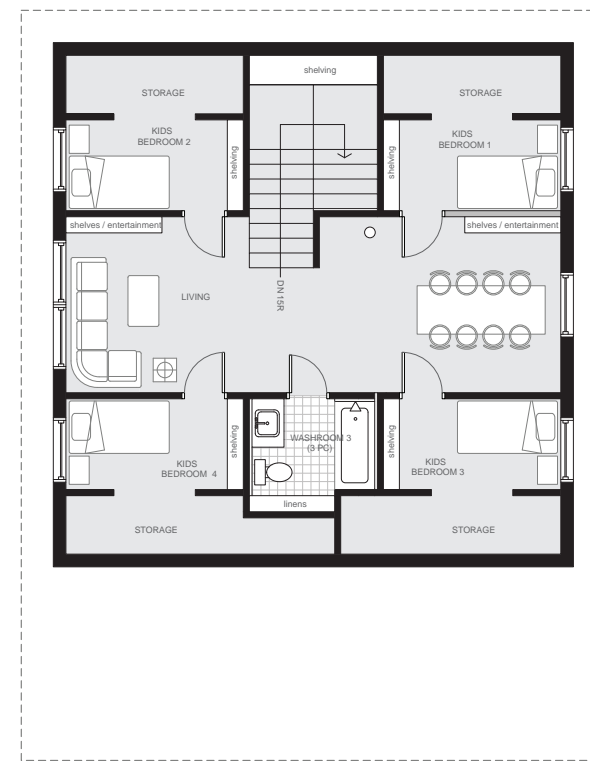 shelving
STORAGE
STORAGE
KIDS
BEDROOM 2
KIDS
BEDROOM 1
shelving
shelving
shelves / entertainment
shelves / entertainment
LIVING
DN 15R
shelving
WASHROOM 3
(3 PC)
shelving
KIDS
BEDROOM 4
KIDS
BEDROOM 3
linens
STORAGE
STORAGE